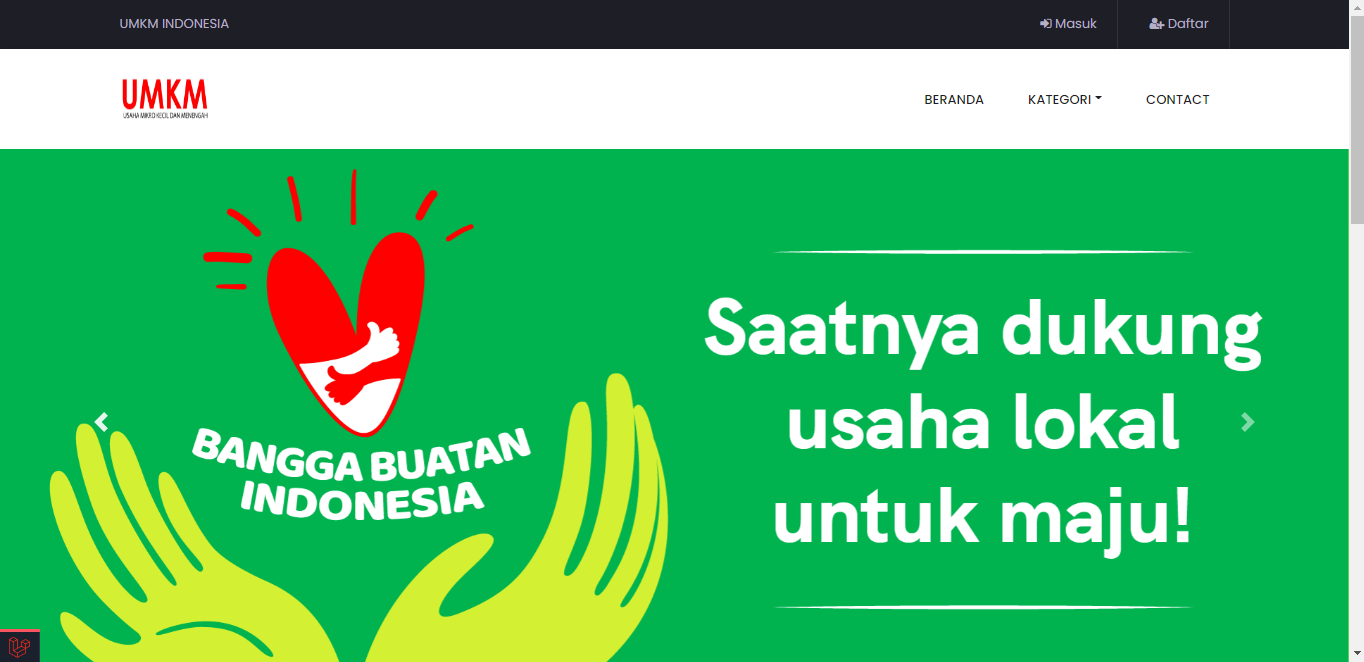 UMKM INDONESIA
Masuk
Daftar
UMKM
USAHA MIKRO KECIL DAN MENENGAH
BERANDA
KATEGORI
CONTACT
BANGGA BUATAN
INDONESIA
Saatnya dukung
usaha lokal
untuk maju!